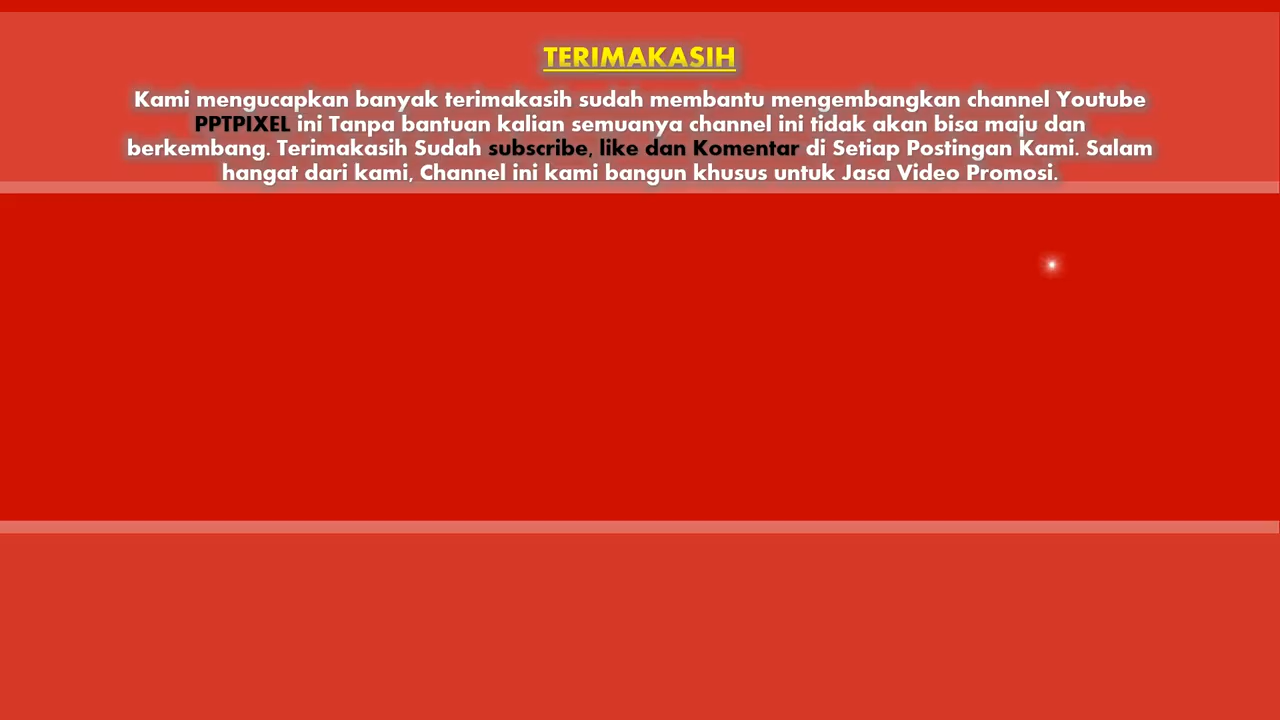 TERIMAKASIH
Kami mengucapkan banyak terimakasih sudah membantu mengembangkan channel Youtube
PPTPIXEL ini Tanpa bantuan kalian semuanya channel ini tidak akan bisa maju dan
berkembang. Terimakasih Sudah subscribe, like dan Komentar di Setiap Postingan Kami. Salam
hangat dari kami, Channel ini kami bangun khusus untuk Jasa Video Promosi.